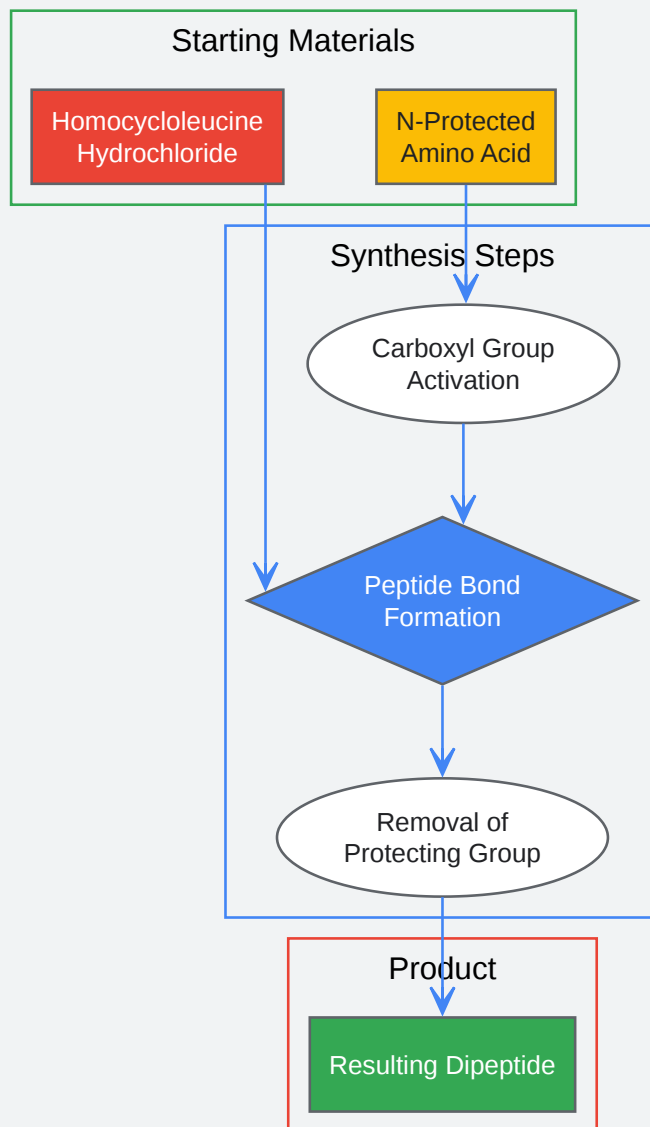 Starting Materials
Homocycloleucine
Hydrochloride
N-Protected
Amino Acid
Synthesis Steps
Carboxyl Group
Activation
Peptide Bond
Formation
Removal of
Protecting Group
Product
Resulting Dipeptide